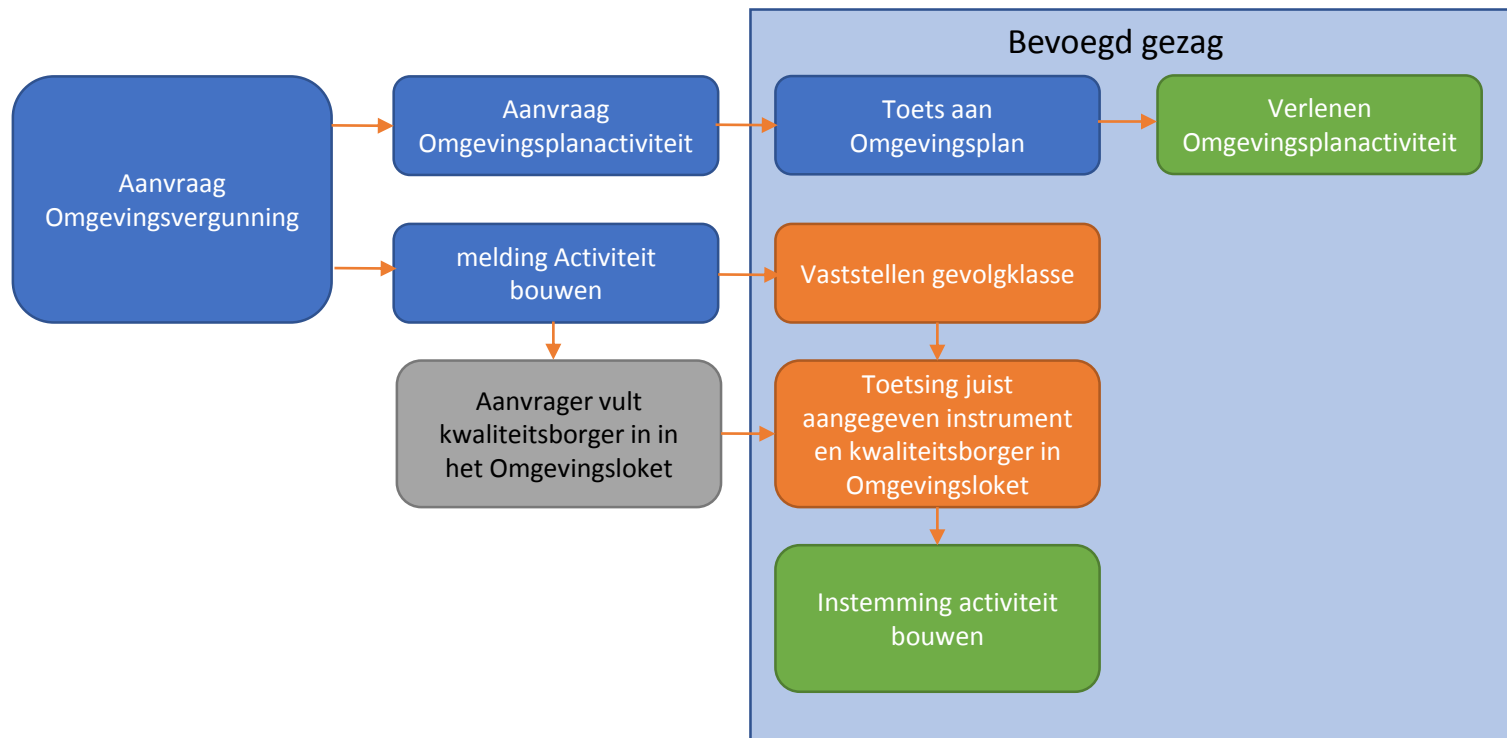 Bevoegd gezag
Aanvraag
Omgevingsvergunning
Aanvraag
Omgevingsplanactiviteit
Toets aan
Omgevingsplan
Verlenen
Omgevingsplanactiviteit
melding Activiteit
bouwen
Vaststellen gevolgklasse
Aanvrager vult
kwaliteitsborger in in
het Omgevingsloket
Toetsing juist
aangegeven instrument
en kwaliteitsborger in
Omgevingsloket
Instemming activiteit
bouwen